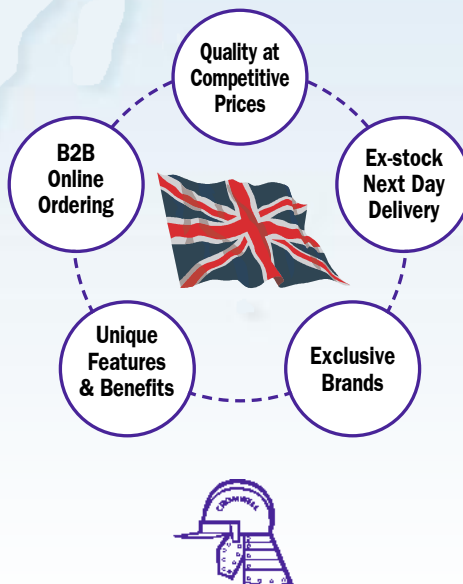 Quality at
Competitive
Prices
B2B
Online
Ordering
Ex-stock
Next Day
Delivery
Unique
Features
& Benefits
Exclusive
Brands
CROMWELL